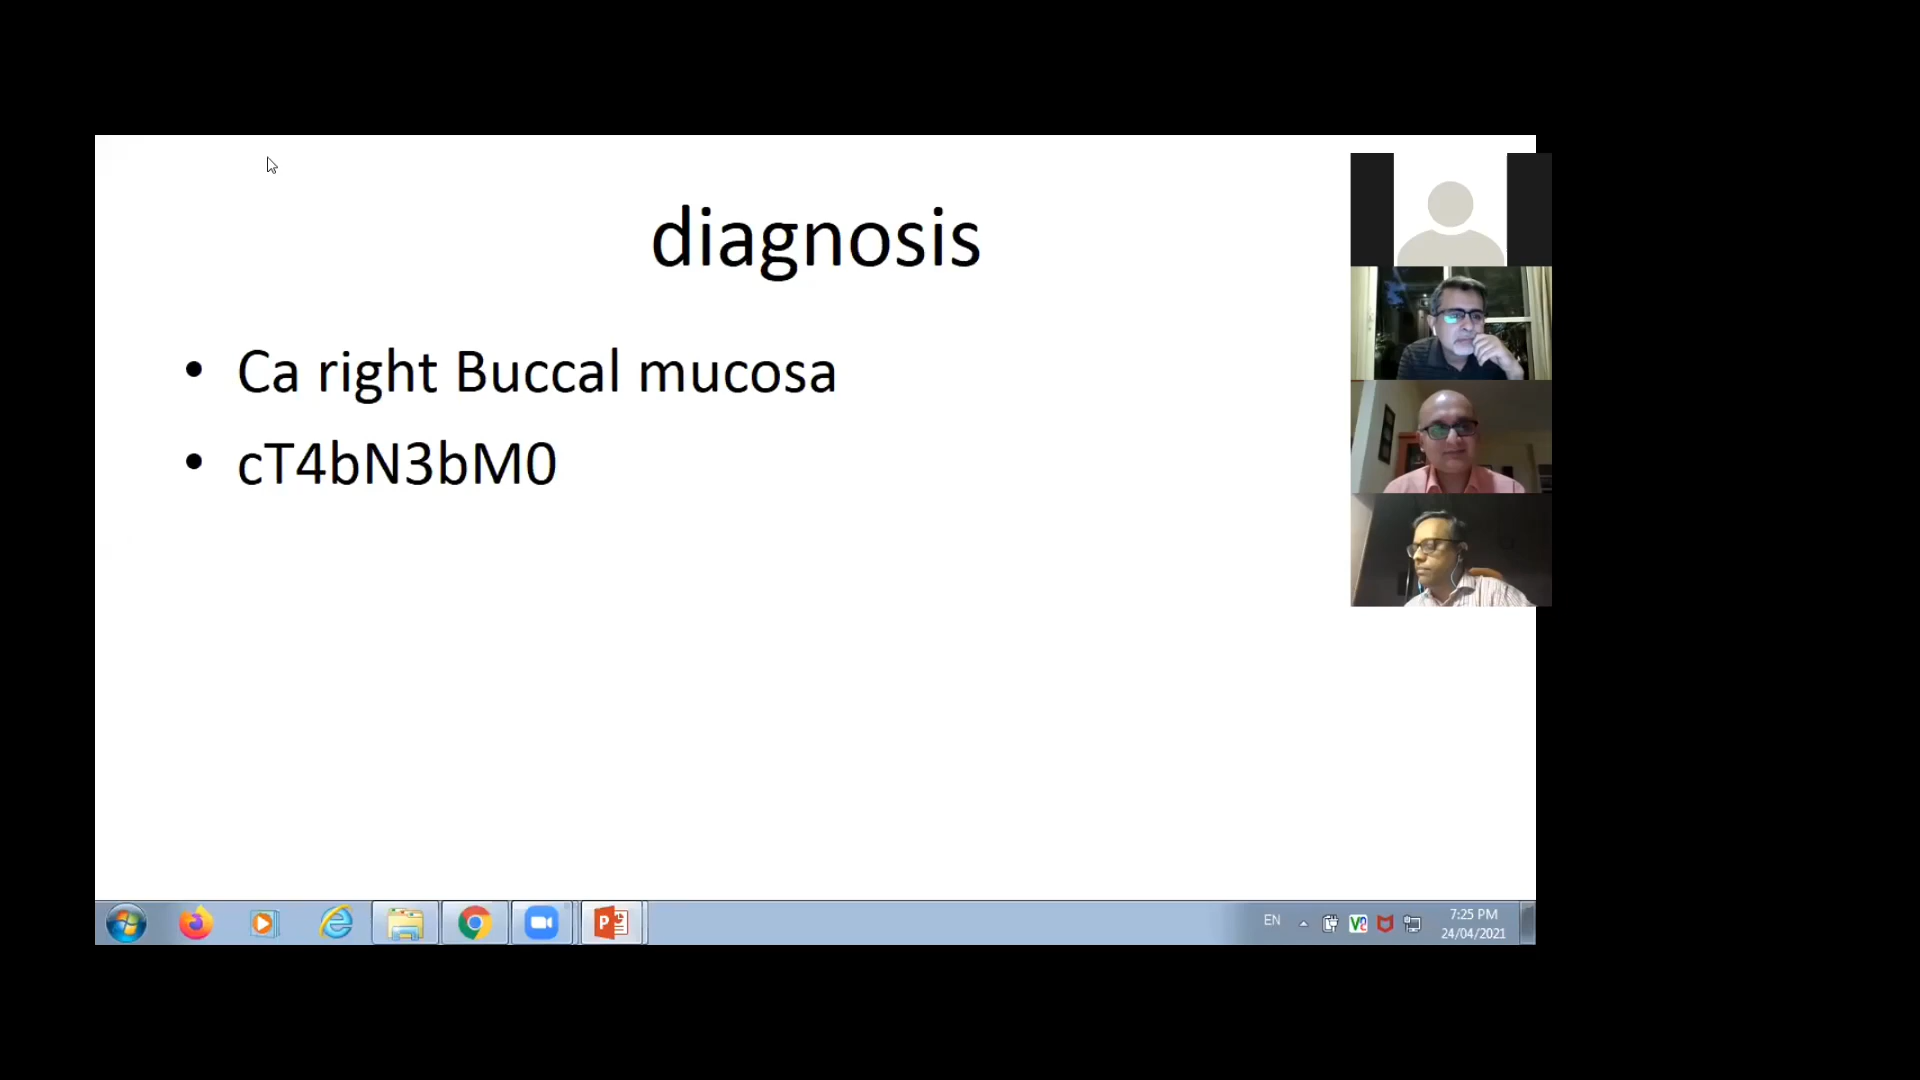 diagnosis
• Ca right Buccal mucosa
• cT4bN3bM0
EN
7:25 PM
24/04/2021